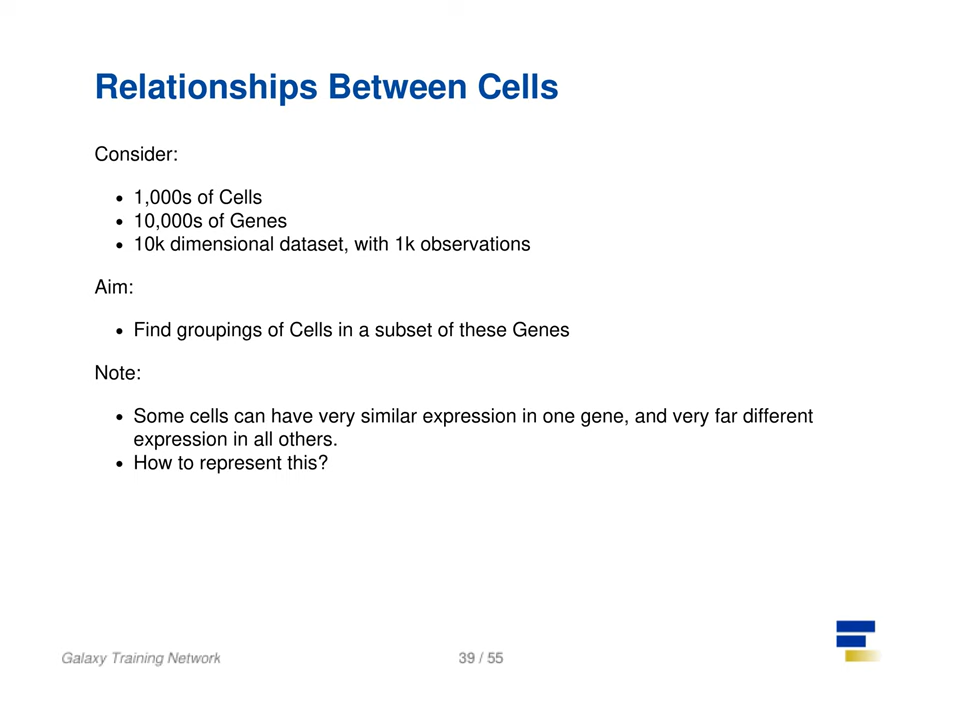 Relationships Between Cells
Consider:
• 1,000s of Cells
• 10,000s of Genes
• 10k dimensional dataset, with 1k observations
Aim:
• Find groupings of Cells in a subset of these Genes
Note:
• Some cells can have very similar expression in one gene, and very far different
expression in all others.
• How to represent this?
Galaxy Training Network
39 / 55